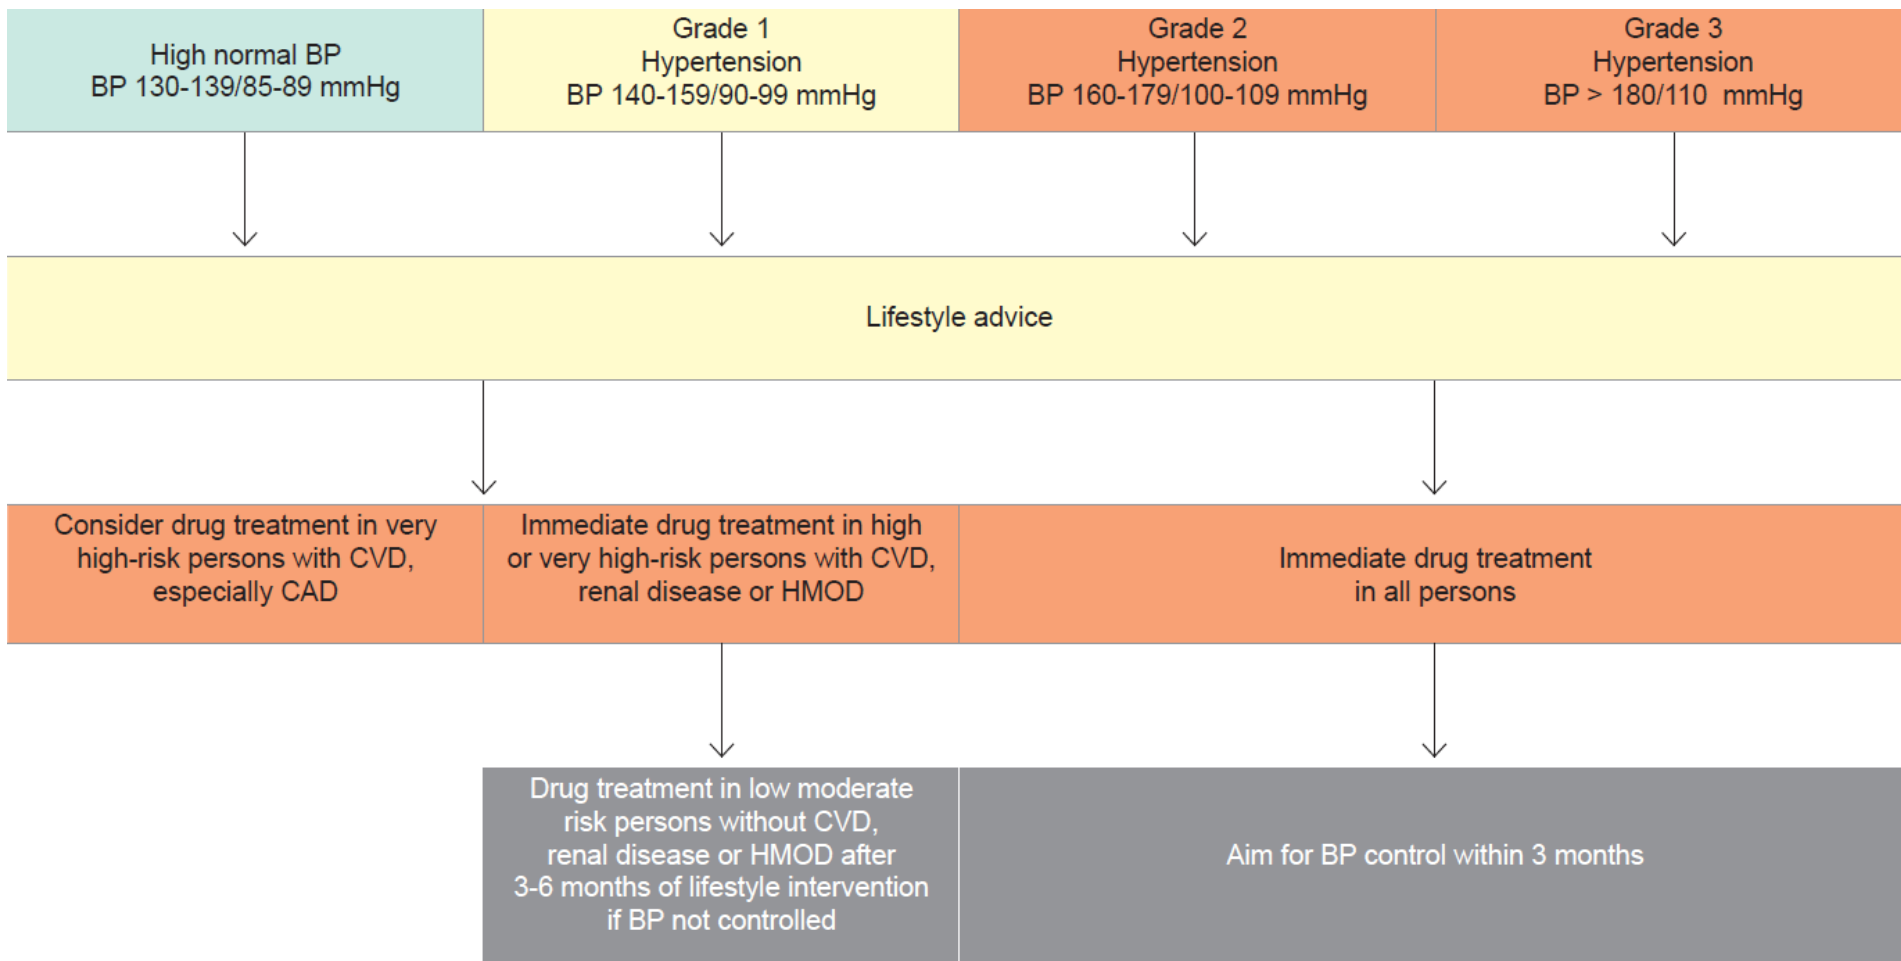 High normal BP
BP 130-139/85-89 mmHg
Grade 1
Hypertension
BP 140-159/90-99 mmHg
Grade 2
Hypertension
BP 160-179/100-109 mmHg
Grade 3
Hypertension
BP > 180/110 mmHg
Lifestyle advice
Consider drug treatment in very
high-risk persons with CVD,
especially CAD
Immediate drug treatment in high
or very high-risk persons with CVD,
renal disease or HMOD
Immediate drug treatment
in all persons
Drug treatment in low moderate
risk persons without CVD,
renal disease or HMOD after
3-6 months of lifestyle intervention
if BP not controlled
Aim for BP control within 3 months